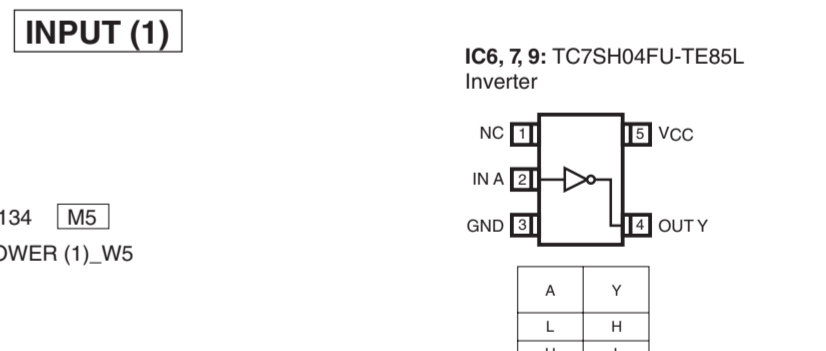 INPUT (1)
IC6, 7, 9: TC7SH04FU-TE85L
Inverter
NC 1 5 VCC
IN A 2
GND 3 4 OUT Y
134 M5
OWER (1)_W5
A Y
L H